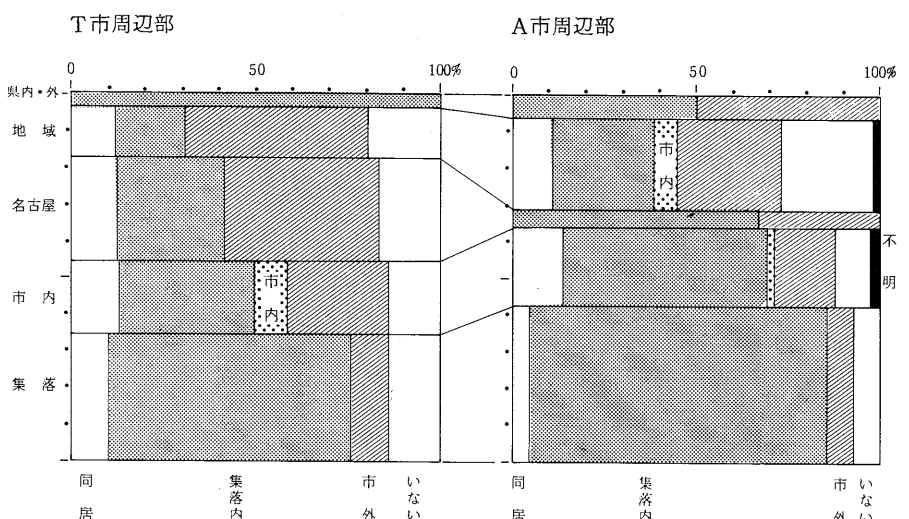 T市周辺部
A市周辺部
0 50 100%
0 50 100%
県内・外
地域
名古屋
市内
集落
市内
市内
不明
同居
集落内
市外
いない
同居
集落内
市外
いない